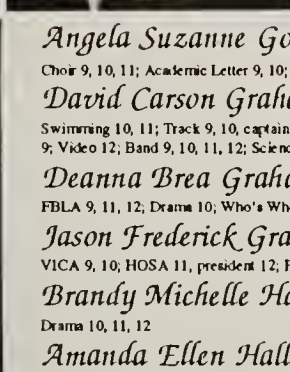 Angela Suzanne Go
Choir 9, 10, 11; Academic Letter 9, 10;
David Carson Graha
Swimming 10, 11; Track 9, 10, captain
9; Video 12; Band 9, 10, 11, 12; Scienc
Deanna Brea Graha
FBLA 9, 11, 12; Drama 10; Who's Wh
Jason Frederick Gra
VICA 9, 10; HOSA 11, president 12; F
Brandy Michelle Ha
Drama 10, 11, 12
Amanda Ellen Hall